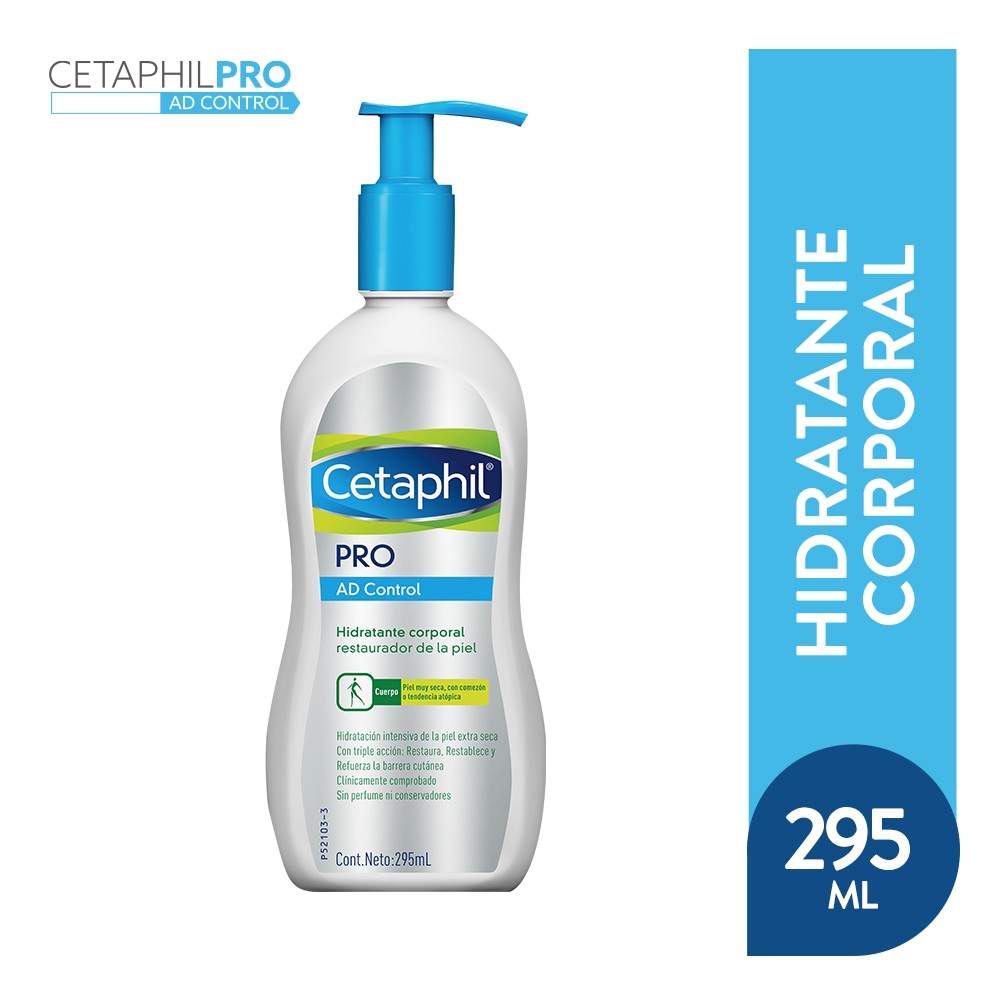 CETAPHILPRO
AD CONTROL
Cetaphil®
PRO
AD Control
Hidratante corporal
restaurador de la piel
Cuerpo
Piel muy seca, con comezón
o tendencia atópica
Hidratación intensiva de la piel extra seca
Con triple acción: Restaura, Restablece y
Refuerza la barrera cutánea
Clínicamente comprobado
Sin perfume ni conservadores
P52103-3
Cont.Neto:295mL
HIDRATANTE
CORPORAL
295
ML